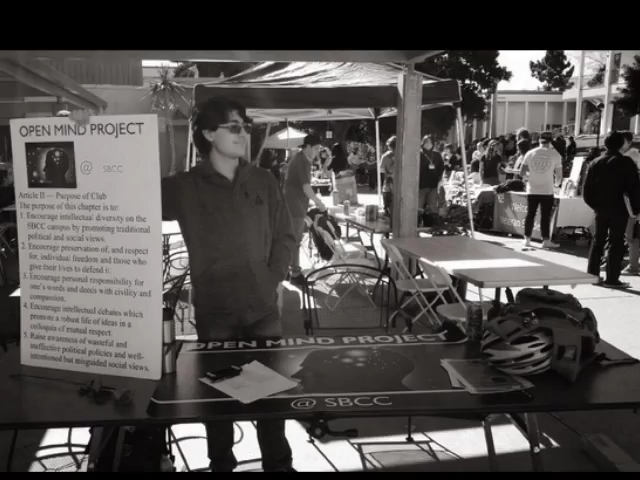 OPEN MIND PROJECT
@ SBCC
Article II – Purpose of Club
The purpose of this chapter is to:
1. Encourage intellectual diversity on the
SBCC campus by promoting traditional
political and social views.
2. Encourage preservation of, and respect
for, individual freedom and those who
give their lives to defend it.
3. Encourage personal responsibility for
one's words and deeds with civility and
compassion.
4. Encourage intellectual debates which
promote a robust life of ideas in a
colloquia of mutual respect.
5. Raise awareness of wasteful and
ineffective political policies and well-
intentioned but misguided social views.
OPEN MIND PROJECT
@ SBCC